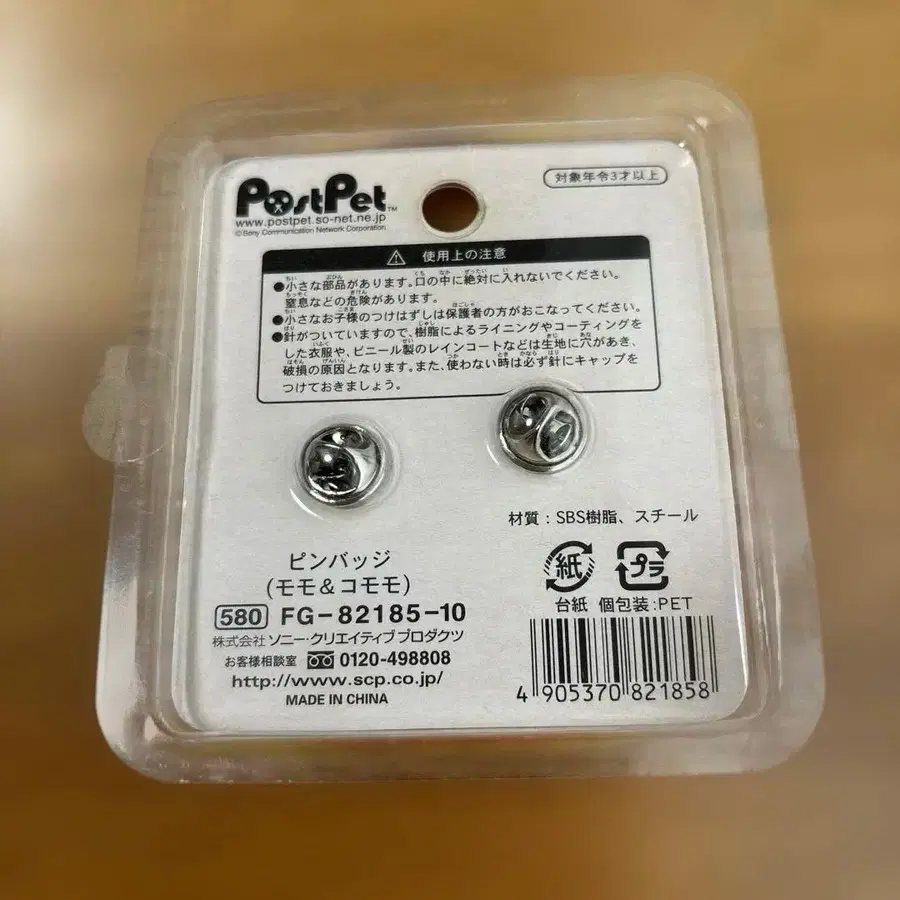 PostPet™
www.postpet.so-net.ne.jp
©Sony Communication Network Corporation
対象年令3才以上
使用上の注意
●小さな部品があります。口の中に絶対に入れないでください。
窒息などの危険があります。
●小さなお子様のつけはずしは保護者の方がおこなってください。
●針がついていますので、樹脂によるライニングやコーティングを
した衣服や、ビニール製のレインコートなどは生地に穴があき、
破損の原因となります。また、使わない時は必ず針にキャップを
つけておきましょう。
材質：SBS樹脂、スチール
紙
プラ
台紙 個包装:PET
ピンバッジ
(モモ＆コモモ)
580 FG-82185-10
株式会社 ソニー・クリエイティブ プロダクツ
お客様相談室 0120-498808
http://www.scp.co.jp/
MADE IN CHINA
4 905370 821858